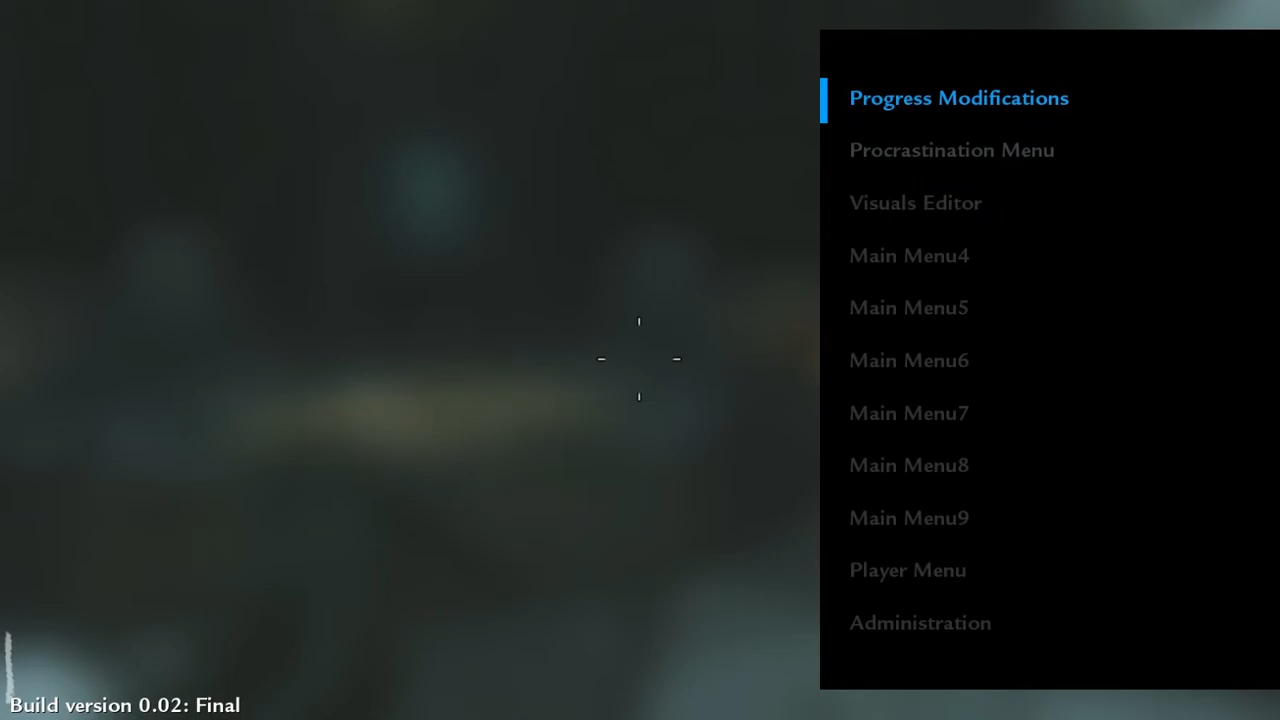 Progress Modifications
Procrastination Menu
Visuals Editor
Main Menu4
Main Menu5
Main Menu6
Main Menu7
Main Menu8
Main Menu9
Player Menu
Administration
Build version 0.02: Final